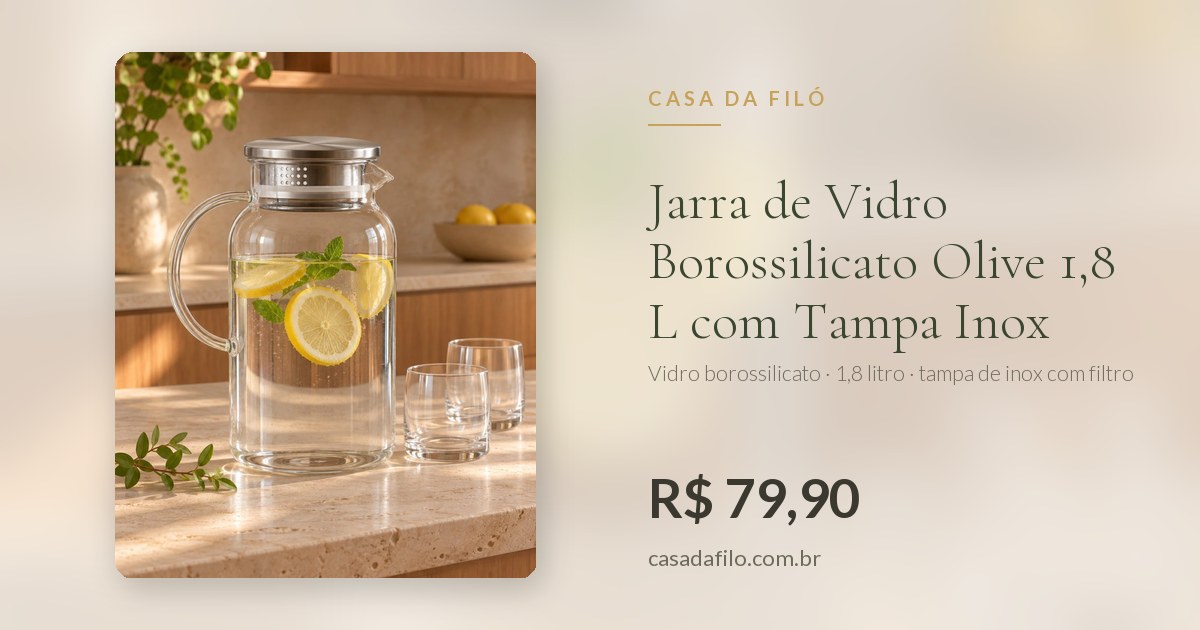 CASA DA FILÓ
Jarra de Vidro
Borossilicato Olive 1,8
L com Tampa Inox
Vidro borossilicato · 1,8 litro · tampa de inox com filtro
R$ 79,90
casadafilo.com.br